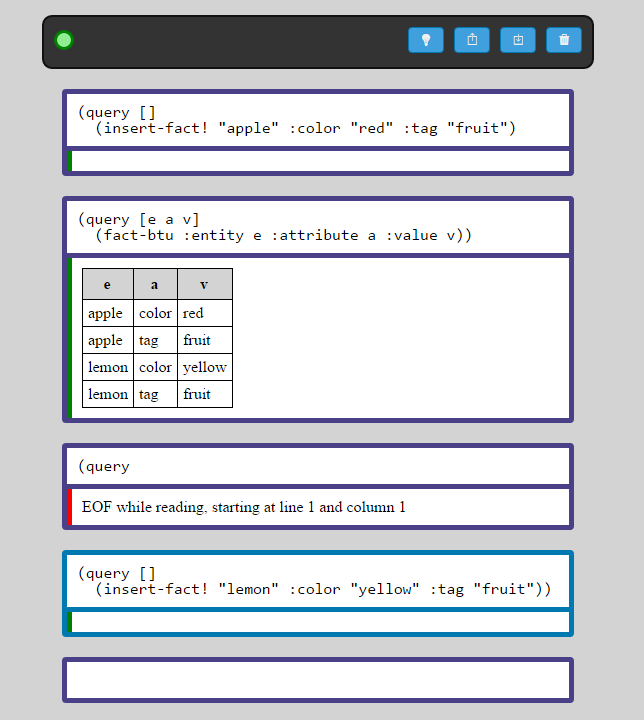 (query []
  (insert-fact! "apple" :color "red" :tag "fruit")
(query [e a v]
  (fact-btu :entity e :attribute a :value v))
e a v
apple color red
apple tag fruit
lemon color yellow
lemon tag fruit
(query
EOF while reading, starting at line 1 and column 1
(query []
  (insert-fact! "lemon" :color "yellow" :tag "fruit"))